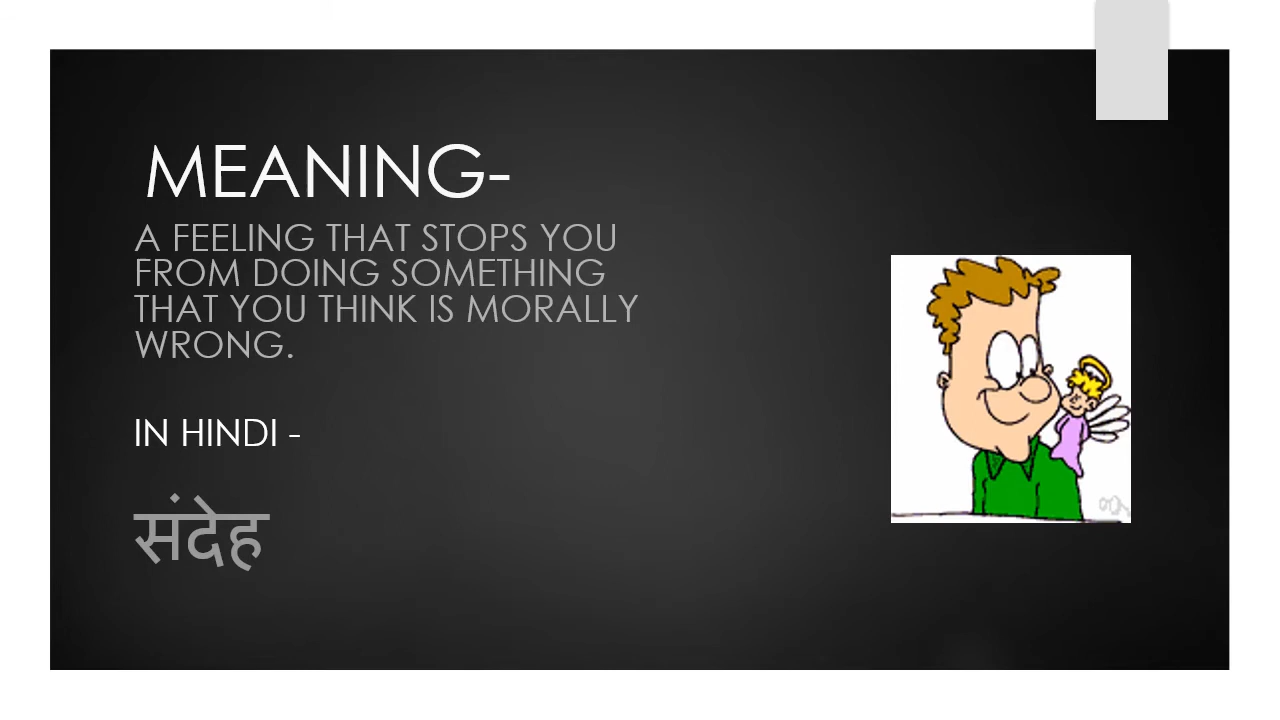 MEANING-
A FEELING THAT STOPS YOU
FROM DOING SOMETHING
THAT YOU THINK IS MORALLY
WRONG.
IN HINDI -
संदेह